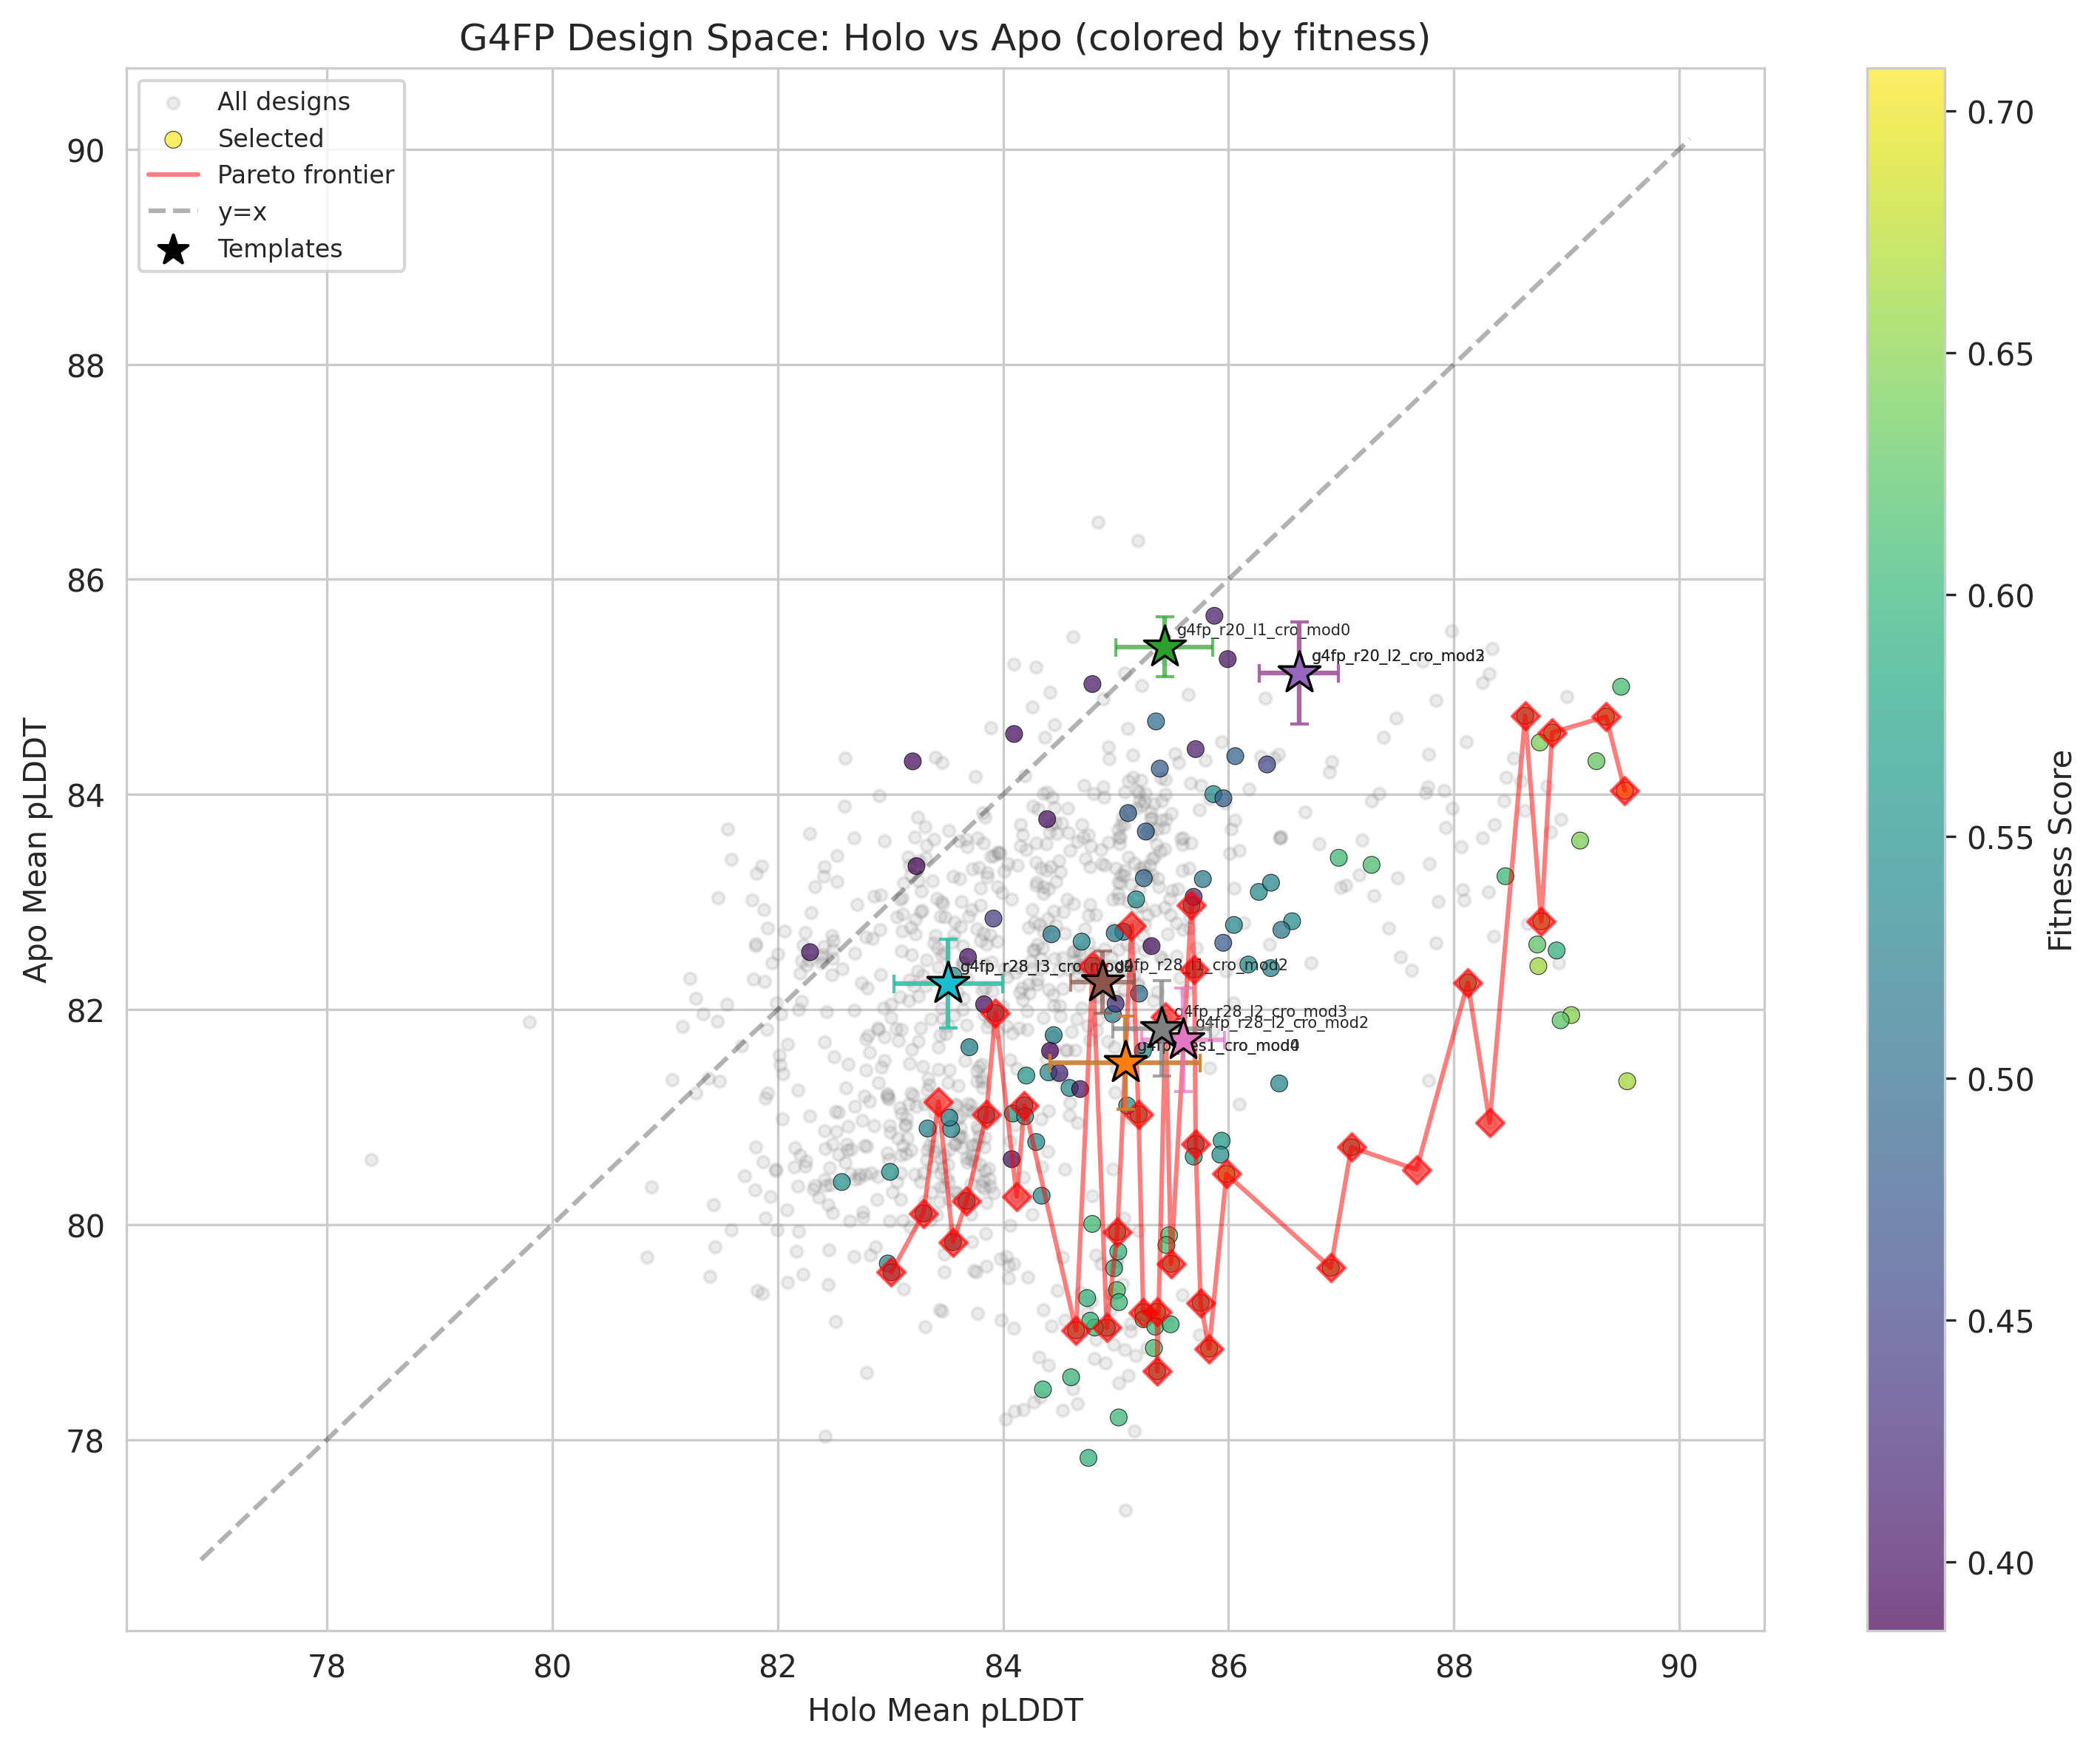 G4FP Design Space: Holo vs Apo (colored by fitness)
All designs
Selected
Pareto frontier
y=x
Templates
90
88
86
84
82
80
78
Apo Mean pLDDT
g4fp_r20_l1_cro_mod0
g4fp_r28_l2_cro_mod3
g4fp_r28_l2_cro_mod2
78
80
82
84
86
88
90
Holo Mean pLDDT
0.70
0.65
0.60
0.55
0.50
0.45
0.40
Fitness Score